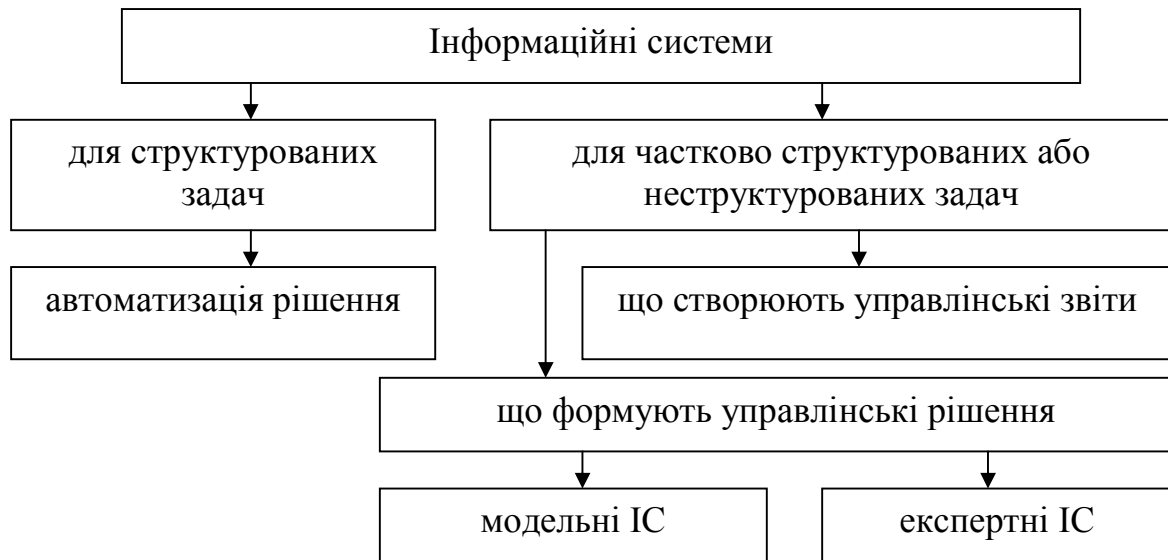 Інформаційні системи
для структурованих
задач
для частково структурованих або
неструктурованих задач
автоматизація рішення
що створюють управлінські звіти
що формують управлінські рішення
модельні ІС
експертні ІС